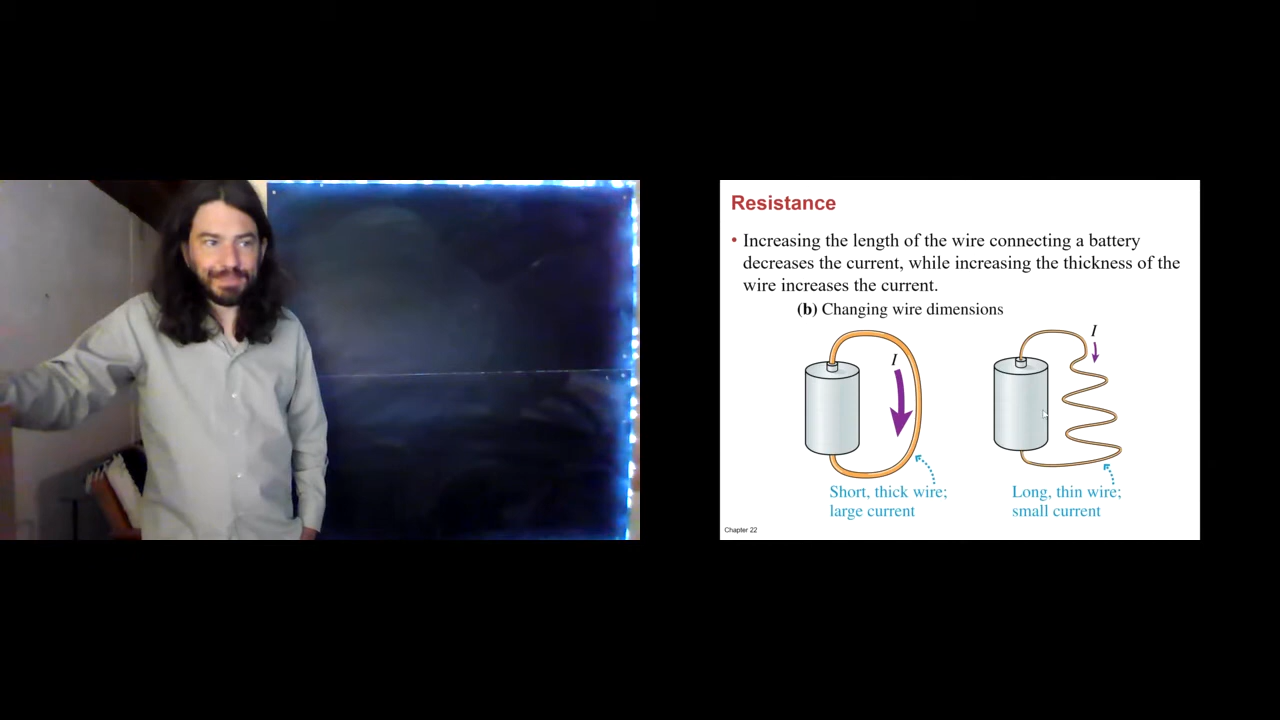 Resistance
• Increasing the length of the wire connecting a battery
decreases the current, while increasing the thickness of the
wire increases the current.
(b) Changing wire dimensions
I
I
Short, thick wire;
large current
Long, thin wire;
small current
Chapter 22